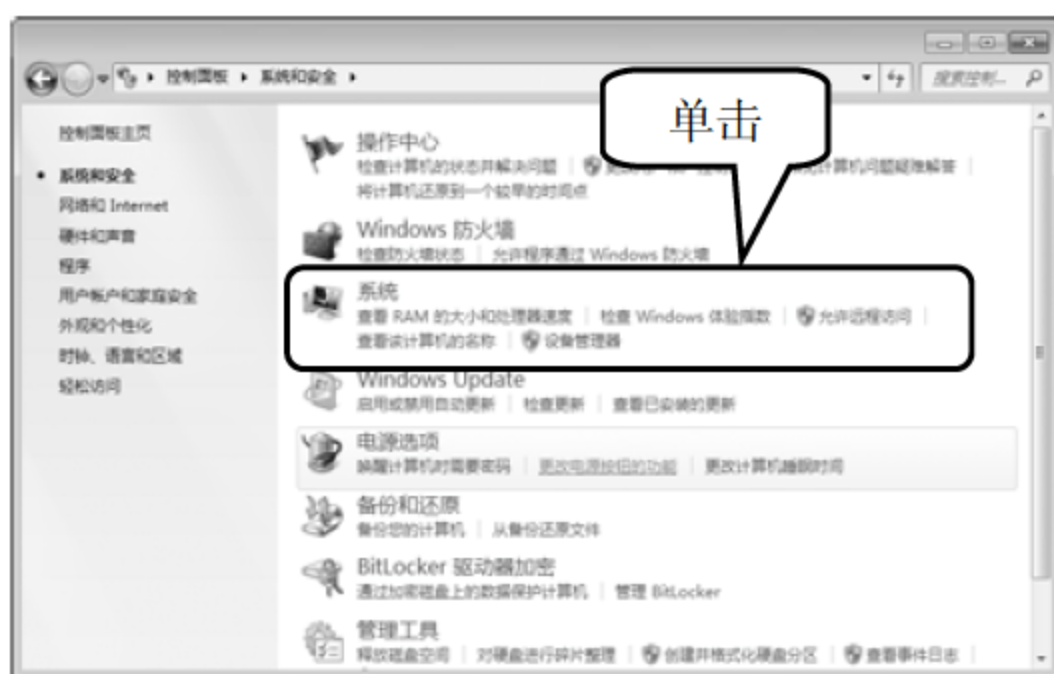 控制面板 ▸ 系统和安全 ▸
搜索控制...
单击
控制面板主页
系统和安全
网络和 Internet
硬件和声音
程序
用户帐户和家庭安全
外观和个性化
时钟、语言和区域
轻松访问
操作中心
检查计算机的状态并解决问题 计算机问题疑难解答
将计算机还原到一个较早的时间点
Windows 防火墙
检查防火墙状态 允许程序通过 Windows 防火墙
系统
查看 RAM 的大小和处理器速度 检查 Windows 体验指数 允许远程访问
查看该计算机的名称 设备管理器
Windows Update
启用或禁用自动更新 检查更新 查看已安装的更新
电源选项
唤醒计算机时需要密码 更改电源按钮的功能 更改计算机睡眠时间
备份和还原
备份您的计算机 从备份还原文件
BitLocker 驱动器加密
通过加密磁盘上的数据保护计算机 管理 BitLocker
管理工具
释放磁盘空间 对硬盘进行碎片整理 创建并格式化硬盘分区 查看事件日志